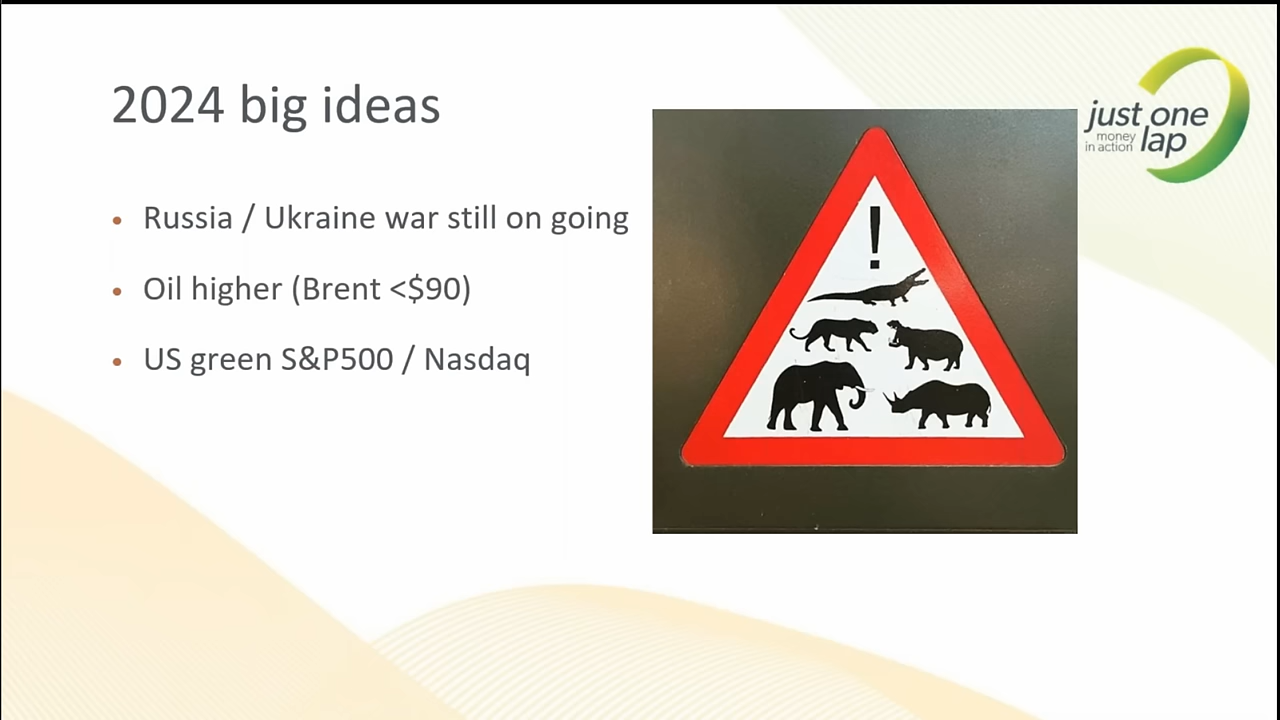 2024 big ideas
Russia / Ukraine war still on going
Oil higher (Brent <$90)
US green S&P500 / Nasdaq
!
just one
money
in action
lap